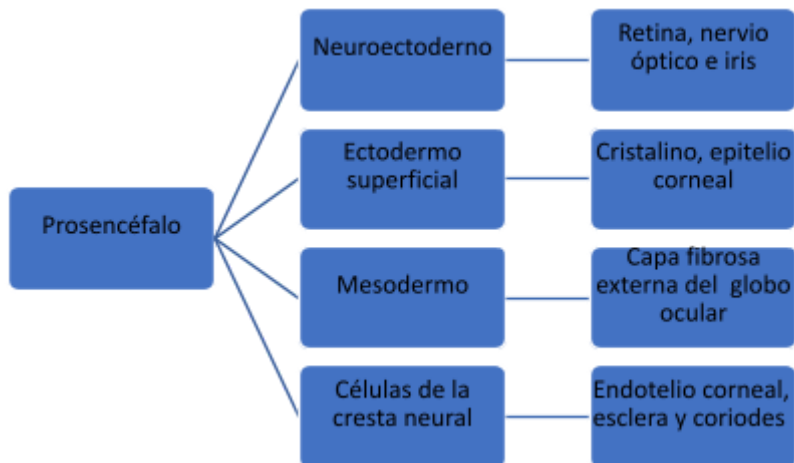 Prosencéfalo
Neuroectoderno
Retina, nervio
óptico e iris
Ectodermo
superficial
Cristalino, epitelio
corneal
Mesodermo
Capa fibrosa
externa del globo
ocular
Células de la
cresta neural
Endotelio corneal,
esclera y coriodes